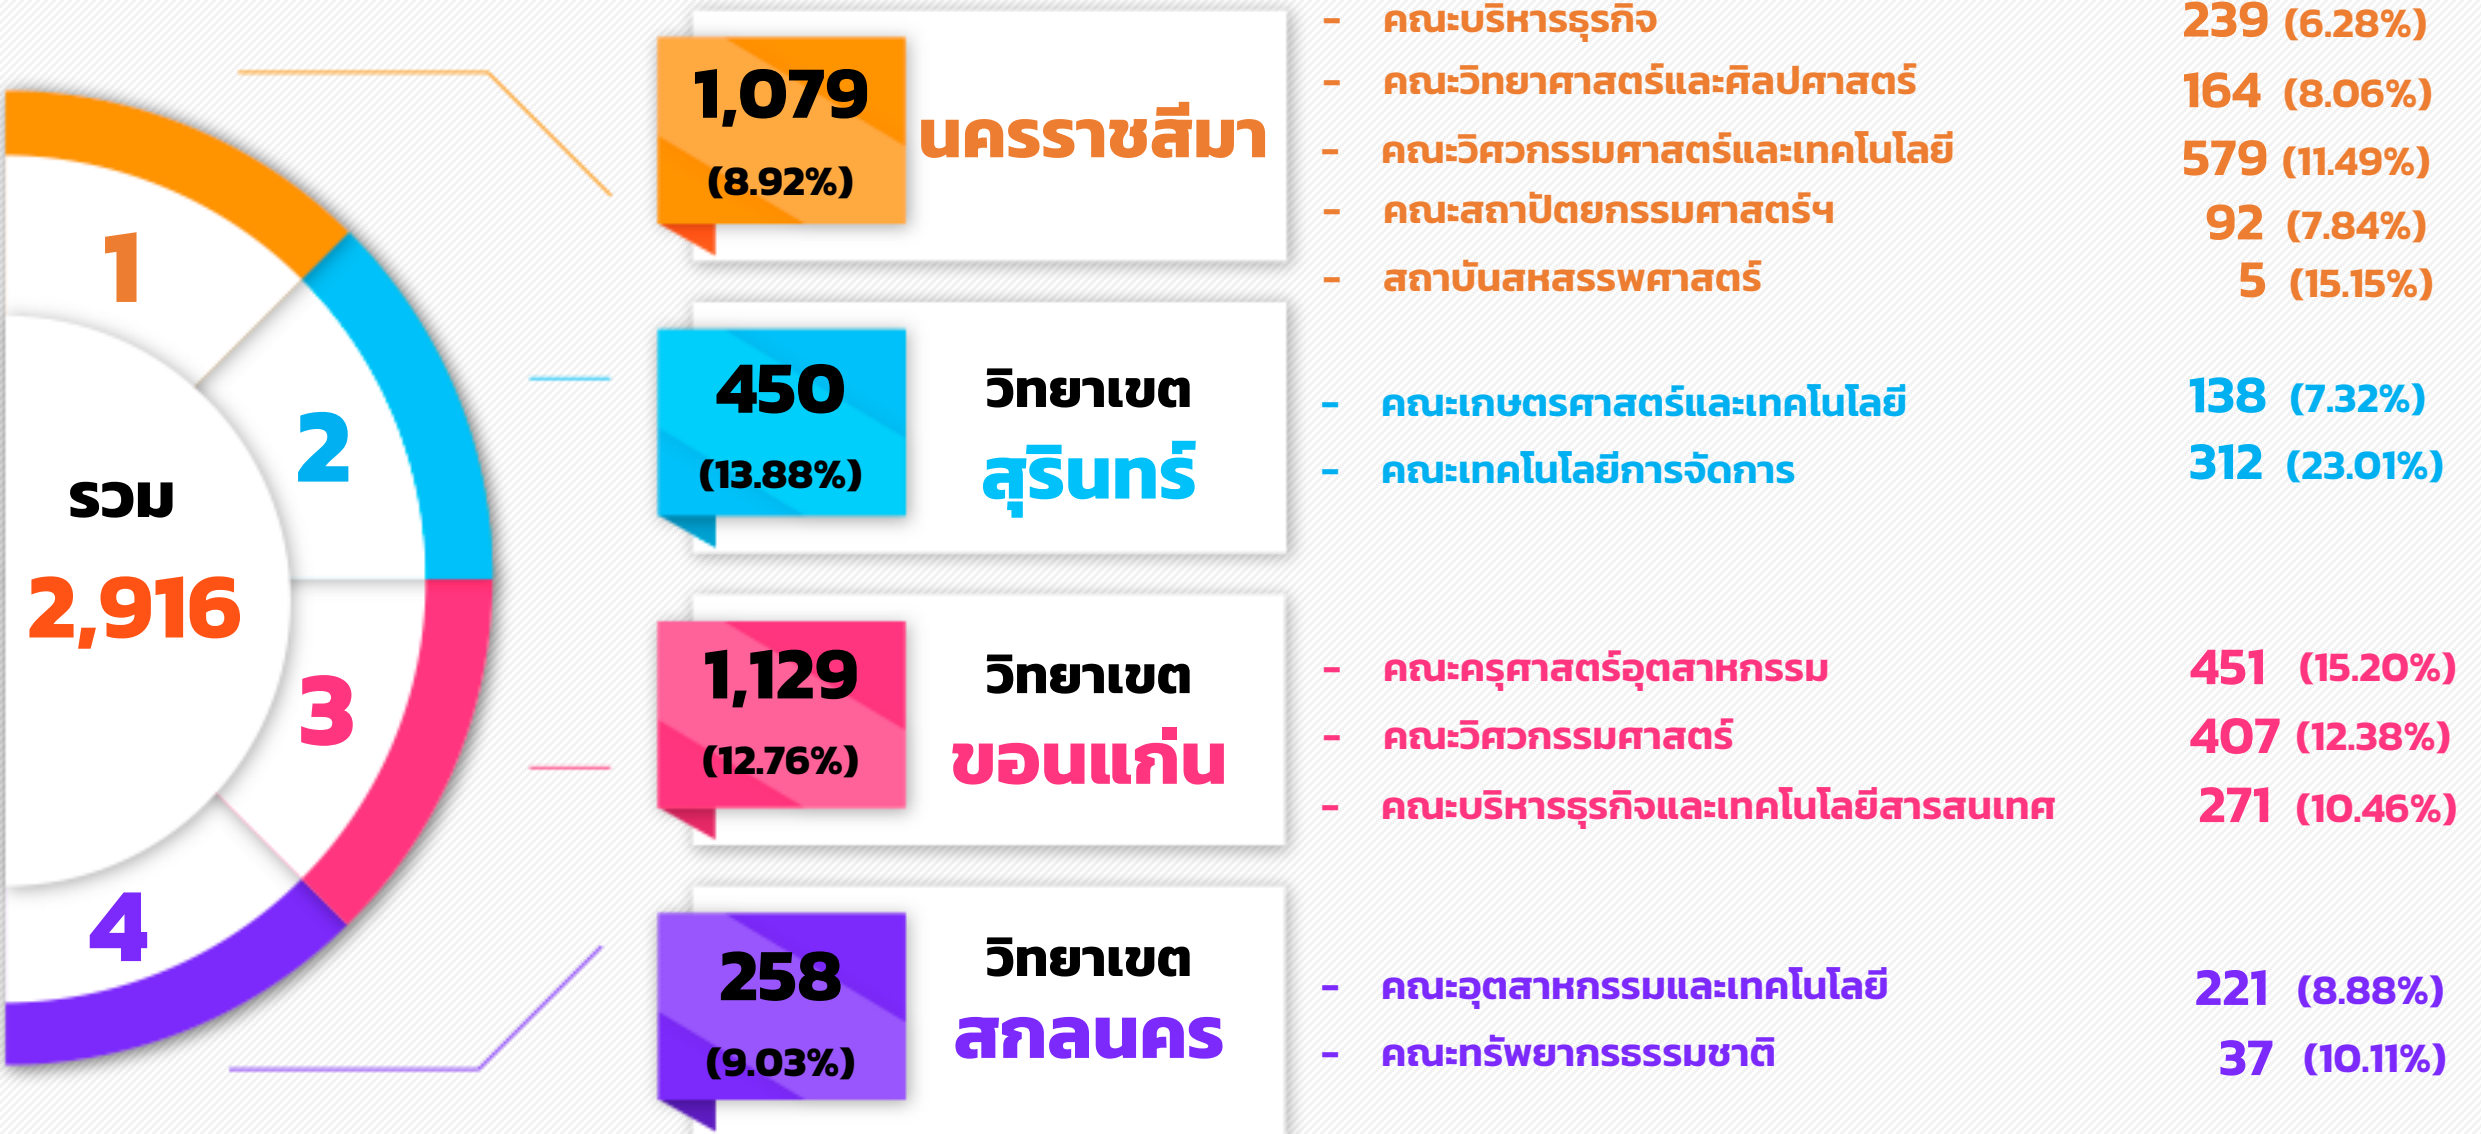 1
2
3
4
รวม
2,916
1,079
(8.92%)
นครราชสีมา
- คณะบริหารธุรกิจ 239 (6.28%)
- คณะวิทยาศาสตร์และศิลปศาสตร์ 164 (8.06%)
- คณะวิศวกรรมศาสตร์และเทคโนโลยี 579 (11.49%)
- คณะสถาปัตยกรรมศาสตร์ฯ 92 (7.84%)
- สถาบันสหสรรพศาสตร์ 5 (15.15%)
450
(13.88%)
วิทยาเขต
สุรินทร์
- คณะเกษตรศาสตร์และเทคโนโลยี 138 (7.32%)
- คณะเทคโนโลยีการจัดการ 312 (23.01%)
1,129
(12.76%)
วิทยาเขต
ขอนแก่น
- คณะครุศาสตร์อุตสาหกรรม 451 (15.20%)
- คณะวิศวกรรมศาสตร์ 407 (12.38%)
- คณะบริหารธุรกิจและเทคโนโลยีสารสนเทศ 271 (10.46%)
258
(9.03%)
วิทยาเขต
สกลนคร
- คณะอุตสาหกรรมและเทคโนโลยี 221 (8.88%)
- คณะทรัพยากรธรรมชาติ 37 (10.11%)